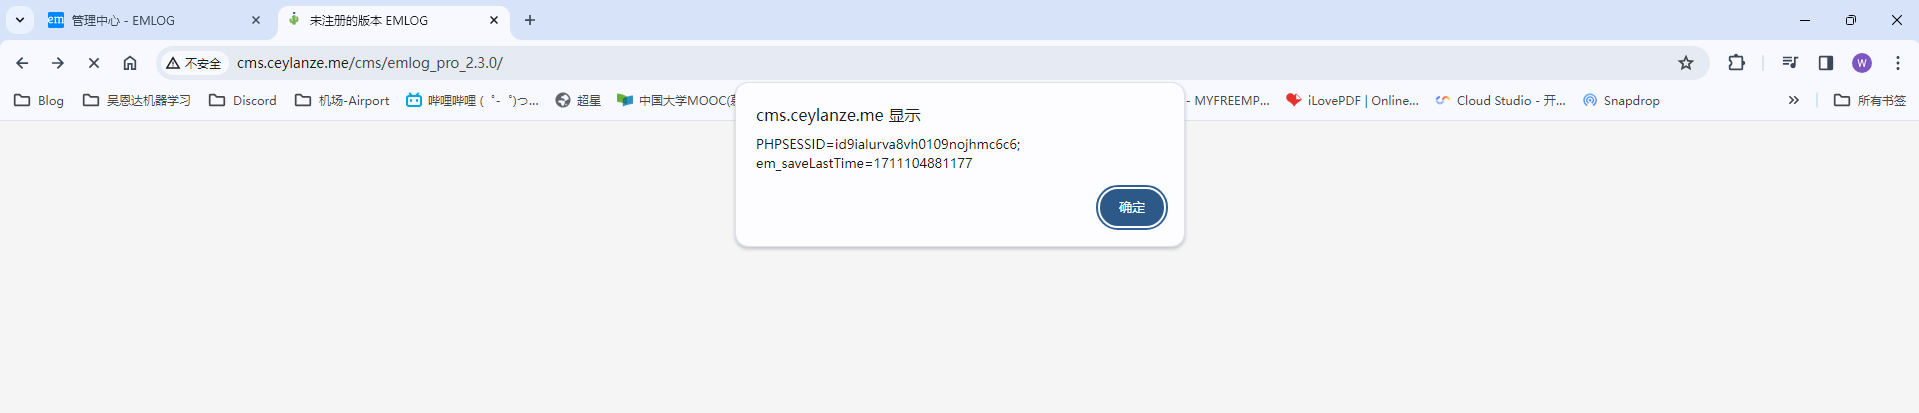 em 管理中心 - EMLOG
未注册的版本 EMLOG
不安全 cms.ceylanze.me/cms/emlog_pro_2.3.0/
W
Blog 吴恩达机器学习 Discord 机场-Airport 哔哩哔哩 ( ゜- ゜)つ... 超星 中国大学MOOC( - MYFREEMP... iLovePDF | Online... Cloud Studio - 开... Snapdrop 所有书签
cms.ceylanze.me 显示
PHPSESSID=id9ialurva8vh0109nojhmc6c6;
em_saveLastTime=1711104881177
确定